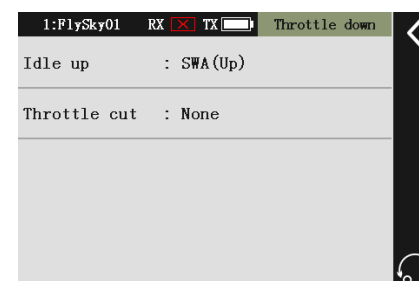 1:FlySky01 RX TX Throttle down
Idle up : SWA(Up)
Throttle cut : None